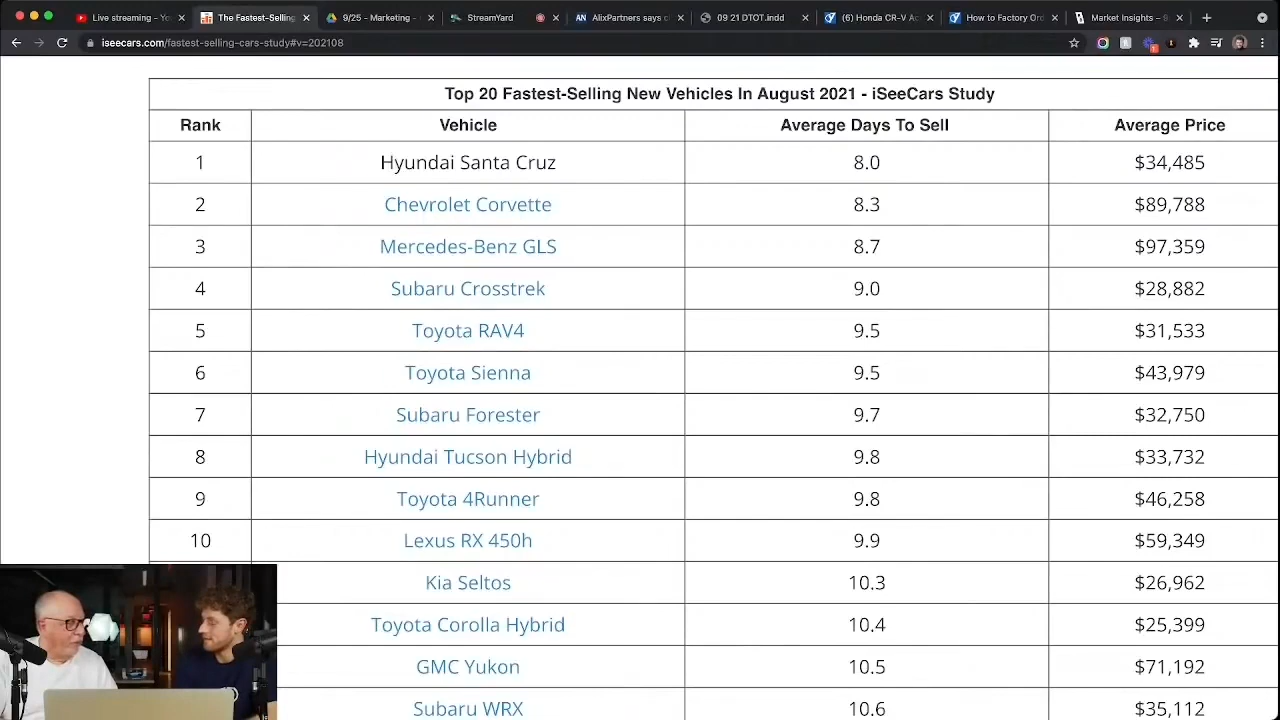 Live streaming - Yo
The Fastest-Selling
9/25 - Marketing -
StreamYard
AlixPartners says c
09 21 DTOT.indd
(6) Honda CR-V Ac
How to Factory Ord
Market Insights – 9
iseecars.com/fastest-selling-cars-study#v=202108
Top 20 Fastest-Selling New Vehicles In August 2021 - iSeeCars Study
Rank Vehicle Average Days To Sell Average Price
1 Hyundai Santa Cruz 8.0 $34,485
2 Chevrolet Corvette 8.3 $89,788
3 Mercedes-Benz GLS 8.7 $97,359
4 Subaru Crosstrek 9.0 $28,882
5 Toyota RAV4 9.5 $31,533
6 Toyota Sienna 9.5 $43,979
7 Subaru Forester 9.7 $32,750
8 Hyundai Tucson Hybrid 9.8 $33,732
9 Toyota 4Runner 9.8 $46,258
10 Lexus RX 450h 9.9 $59,349
Kia Seltos 10.3 $26,962
Toyota Corolla Hybrid 10.4 $25,399
GMC Yukon 10.5 $71,192
Subaru WRX 10.6 $35,112